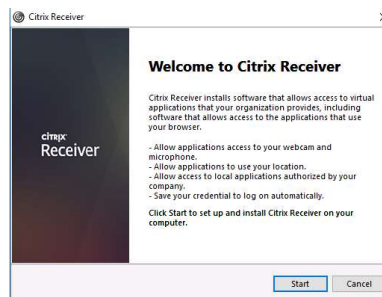 Citrix Receiver
Welcome to Citrix Receiver
Citrix Receiver installs software that allows access to virtual
applications that your organization provides, including
software that allows access to the applications that use
your browser.
- Allow applications access to your webcam and
microphone.
- Allow applications to use your location.
- Allow access to local applications authorized by your
company.
- Save your credential to log on automatically.
Click Start to set up and install Citrix Receiver on your
computer.
CITRIX
Receiver
Start Cancel